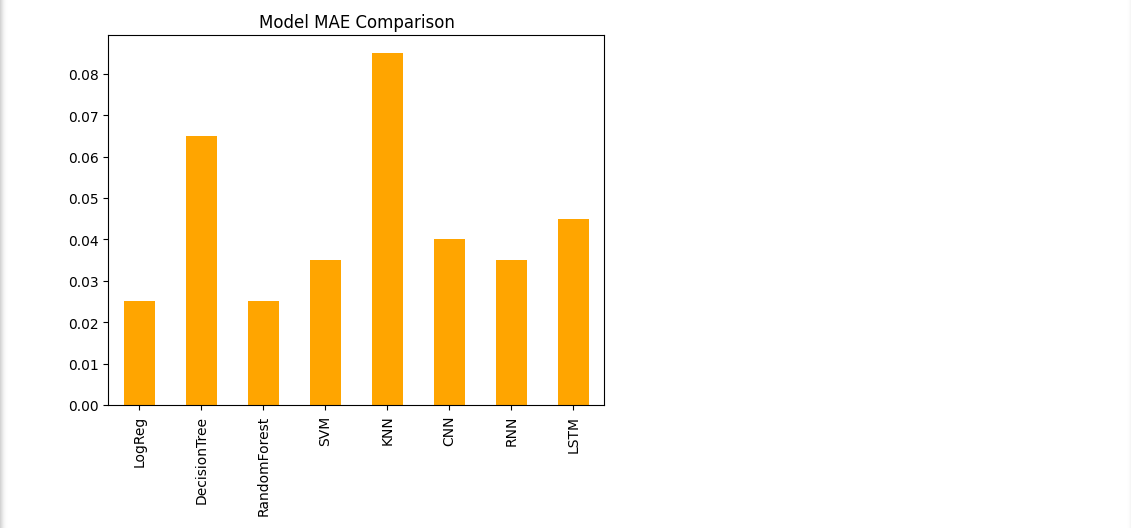 Model MAE Comparison
0.08
0.07
0.06
0.05
0.04
0.03
0.02
0.01
0.00
LogReg
DecisionTree
RandomForest
SVM
KNN
CNN
RNN
LSTM